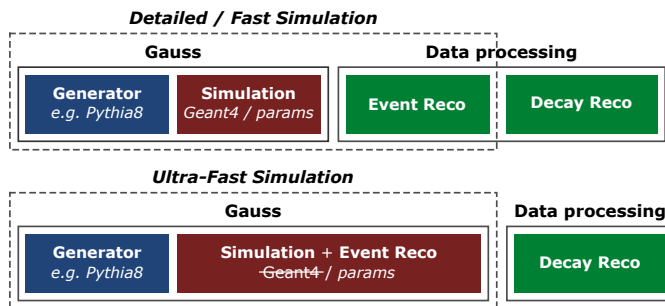 Detailed / Fast Simulation
Gauss Data processing
Generator Simulation
e.g. Pythia8 Geant4 / params
Event Reco Decay Reco
Ultra-Fast Simulation
Gauss Data processing
Generator Simulation + Event Reco
e.g. Pythia8 Geant4 / params
Decay Reco